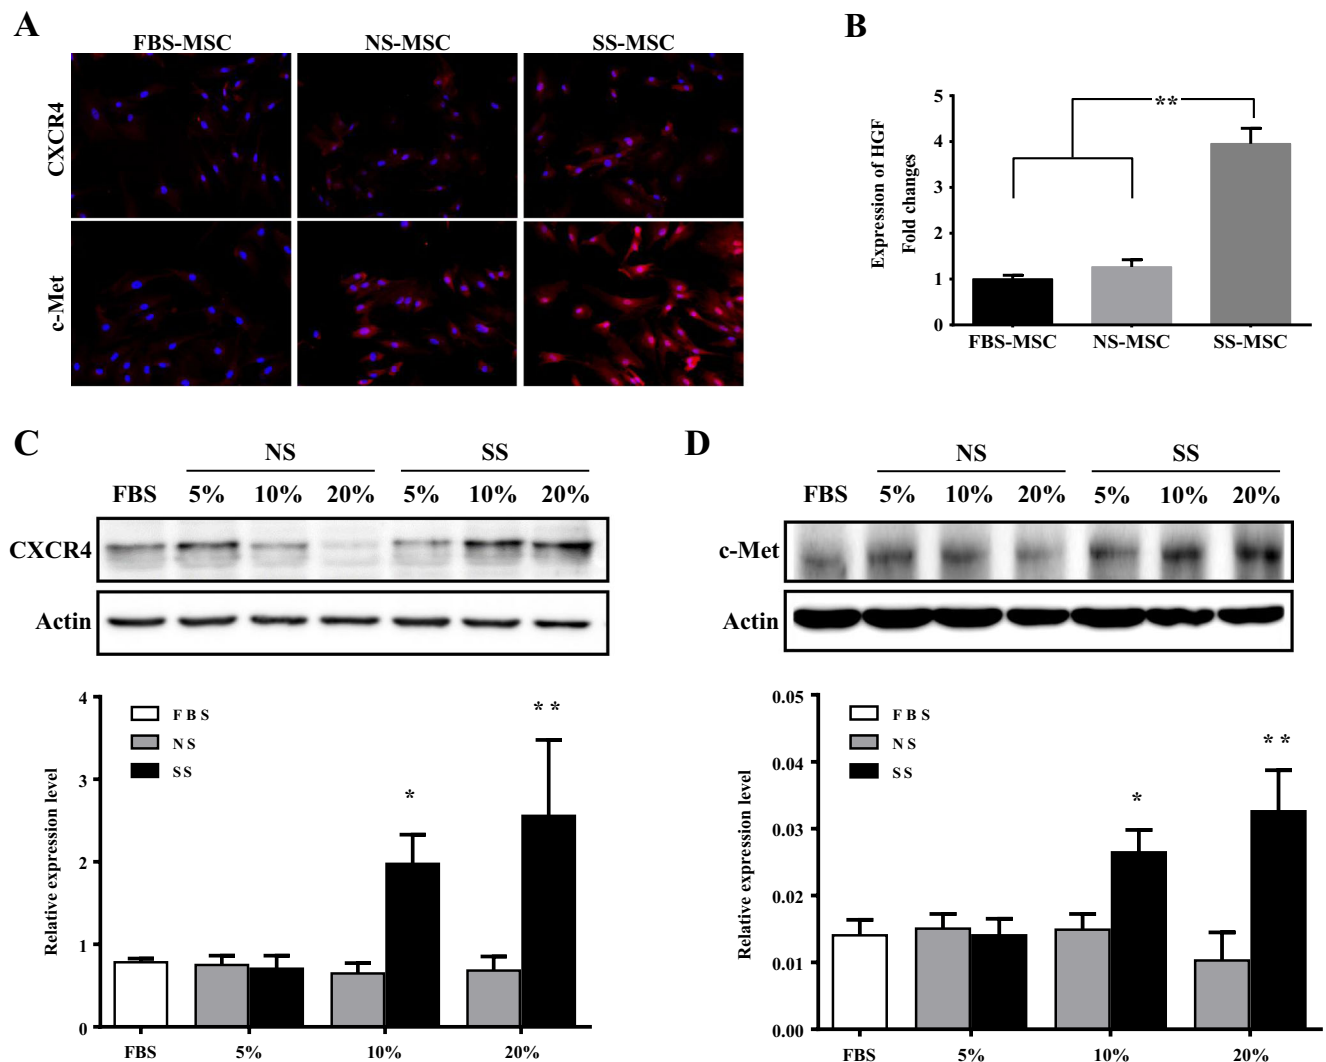 A
FBS-MSC NS-MSC SS-MSC
CXCR4
c-Met
B
Expression of HGF
Fold changes
5
4
3
2
1
0
**
FBS-MSC NS-MSC SS-MSC
C
NS SS
FBS 5% 10% 20% 5% 10% 20%
CXCR4
Actin
Relative expression level
4
3
2
1
0
FBS
NS
SS
*
**
FBS 5% 10% 20%
D
NS SS
FBS 5% 10% 20% 5% 10% 20%
c-Met
Actin
Relative expression level
0.05
0.04
0.03
0.02
0.01
0.00
FBS
NS
SS
*
**
FBS 5% 10% 20%